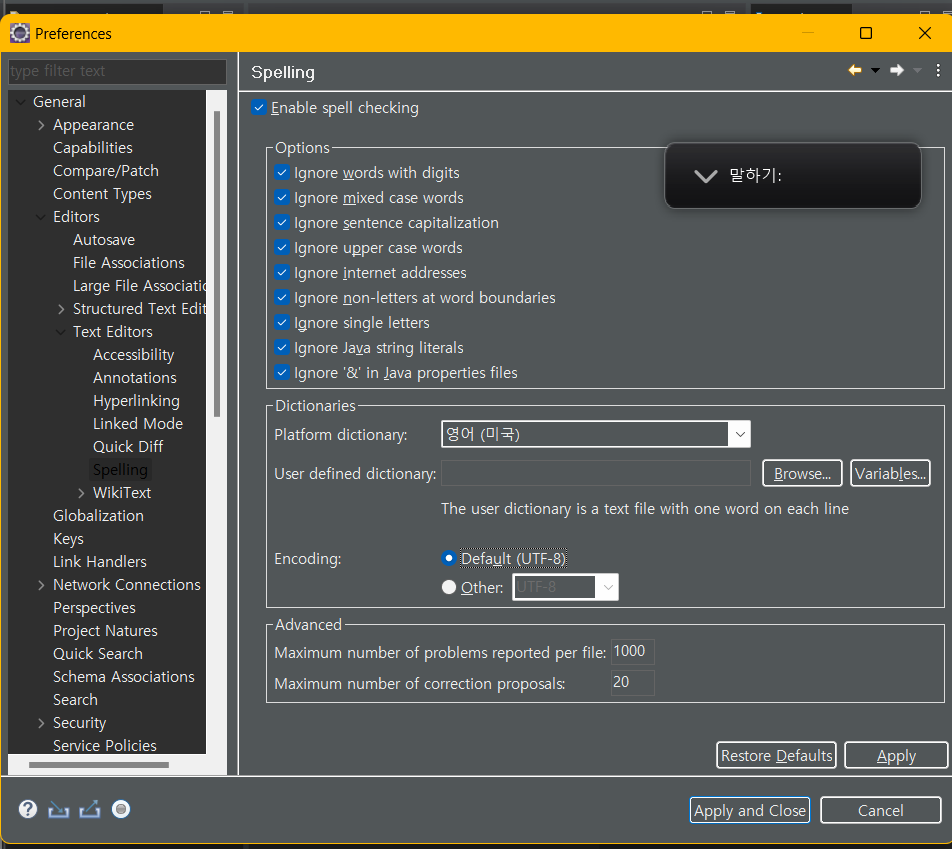 Preferences
type filter text
General
Appearance
Capabilities
Compare/Patch
Content Types
Editors
Autosave
File Associations
Large File Associatic
Structured Text Edit
Text Editors
Accessibility
Annotations
Hyperlinking
Linked Mode
Quick Diff
Spelling
WikiText
Globalization
Keys
Link Handlers
Network Connections
Perspectives
Project Natures
Quick Search
Schema Associations
Search
Security
Service Policies
Spelling
Enable spell checking
Options
말하기:
Ignore words with digits
Ignore mixed case words
Ignore sentence capitalization
Ignore upper case words
Ignore internet addresses
Ignore non-letters at word boundaries
Ignore single letters
Ignore Java string literals
Ignore '&' in Java properties files
Dictionaries
Platform dictionary: 영어 (미국)
User defined dictionary: Browse... Variables...
The user dictionary is a text file with one word on each line
Encoding: Default (UTF-8)
Other: UTF-8
Advanced
Maximum number of problems reported per file: 1000
Maximum number of correction proposals: 20
Restore Defaults Apply
Apply and Close Cancel